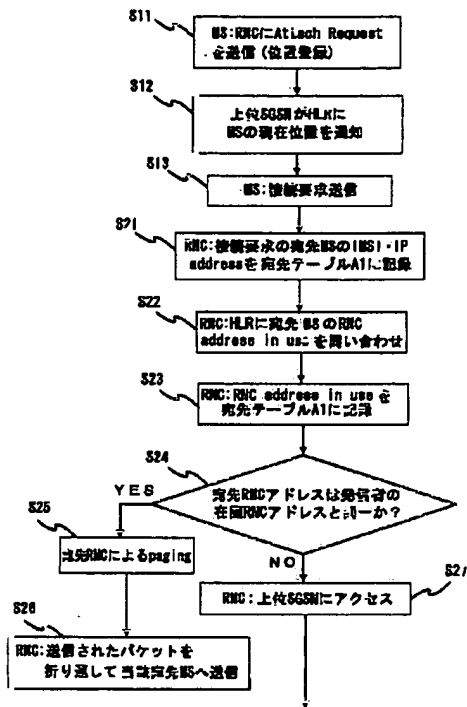 S11
MS:RNCにAttach Request
を送信(位置登録)
S12
上位SGSNがHLRに
MSの現在位置を通知
S13
MS:接続要求送信
S21
RNC:接続要求の宛先MSのIMSI・IP
addressを宛先テーブルA1に記録
S22
RNC:HLRに宛先MSのRNC
address in useを問い合わせ
S23
RNC:RNC address in useを
宛先テーブルA1に記録
S24
宛先RNCアドレスは発信者の
在圏RNCアドレスと同一か?
YES
NO
S25
宛先RNCによるpaging
S27
RNC:上位SGSNにアクセス
S26
RNC:送信されたパケットを
折り返して当該宛先MSへ送信